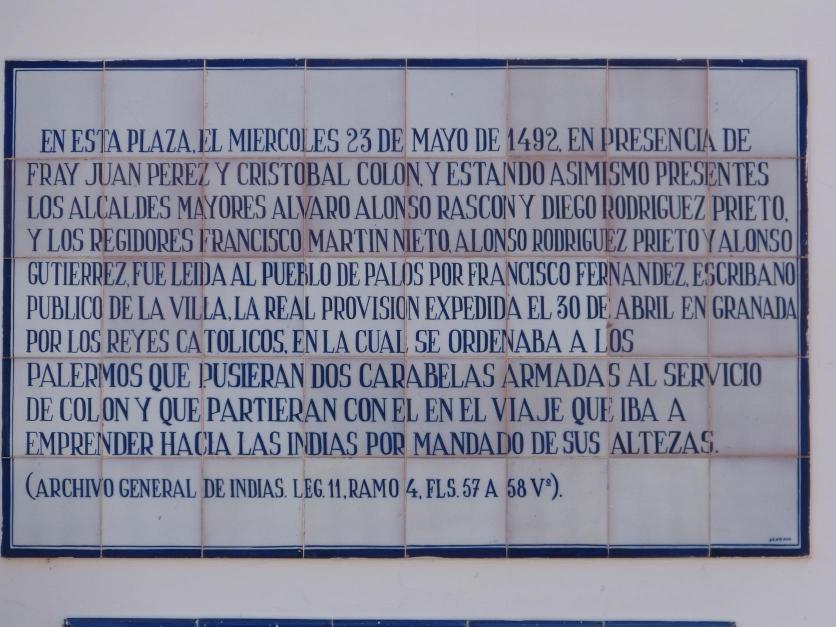 EN ESTA PLAZA, EL MIERCOLES 23 DE MAYO DE 1492, EN PRESENCIA DE
FRAY JUAN PEREZ Y CRISTOBAL COLON, Y ESTANDO ASIMISMO PRESENTES
LOS ALCALDES MAYORES ALVARO ALONSO RASCON Y DIEGO RODRIGUEZ PRIETO,
Y LOS REGIDORES FRANCISCO MARTIN NIETO, ALONSO RODRIGUEZ PRIETO Y ALONSO
GUTIERREZ, FUE LEIDA AL PUEBLO DE PALOS POR FRANCISCO FERNANDEZ, ESCRIBANO
PUBLICO DE LA VILLA, LA REAL PROVISION EXPEDIDA EL 30 DE ABRIL EN GRANADA
POR LOS REYES CATOLICOS, EN LA CUAL SE ORDENABA A LOS
PALERMOS QUE PUSIERAN DOS CARABELAS ARMADAS AL SERVICIO
DE COLON Y QUE PARTIERAN CON EL EN EL VIAJE QUE IBA A
EMPRENDER HACIA LAS INDIAS POR MANDADO DE SUS ALTEZAS.
(ARCHIVO GENERAL DE INDIAS. LEG. 11, RAMO 4, FLS. 57 A 58 Vº).